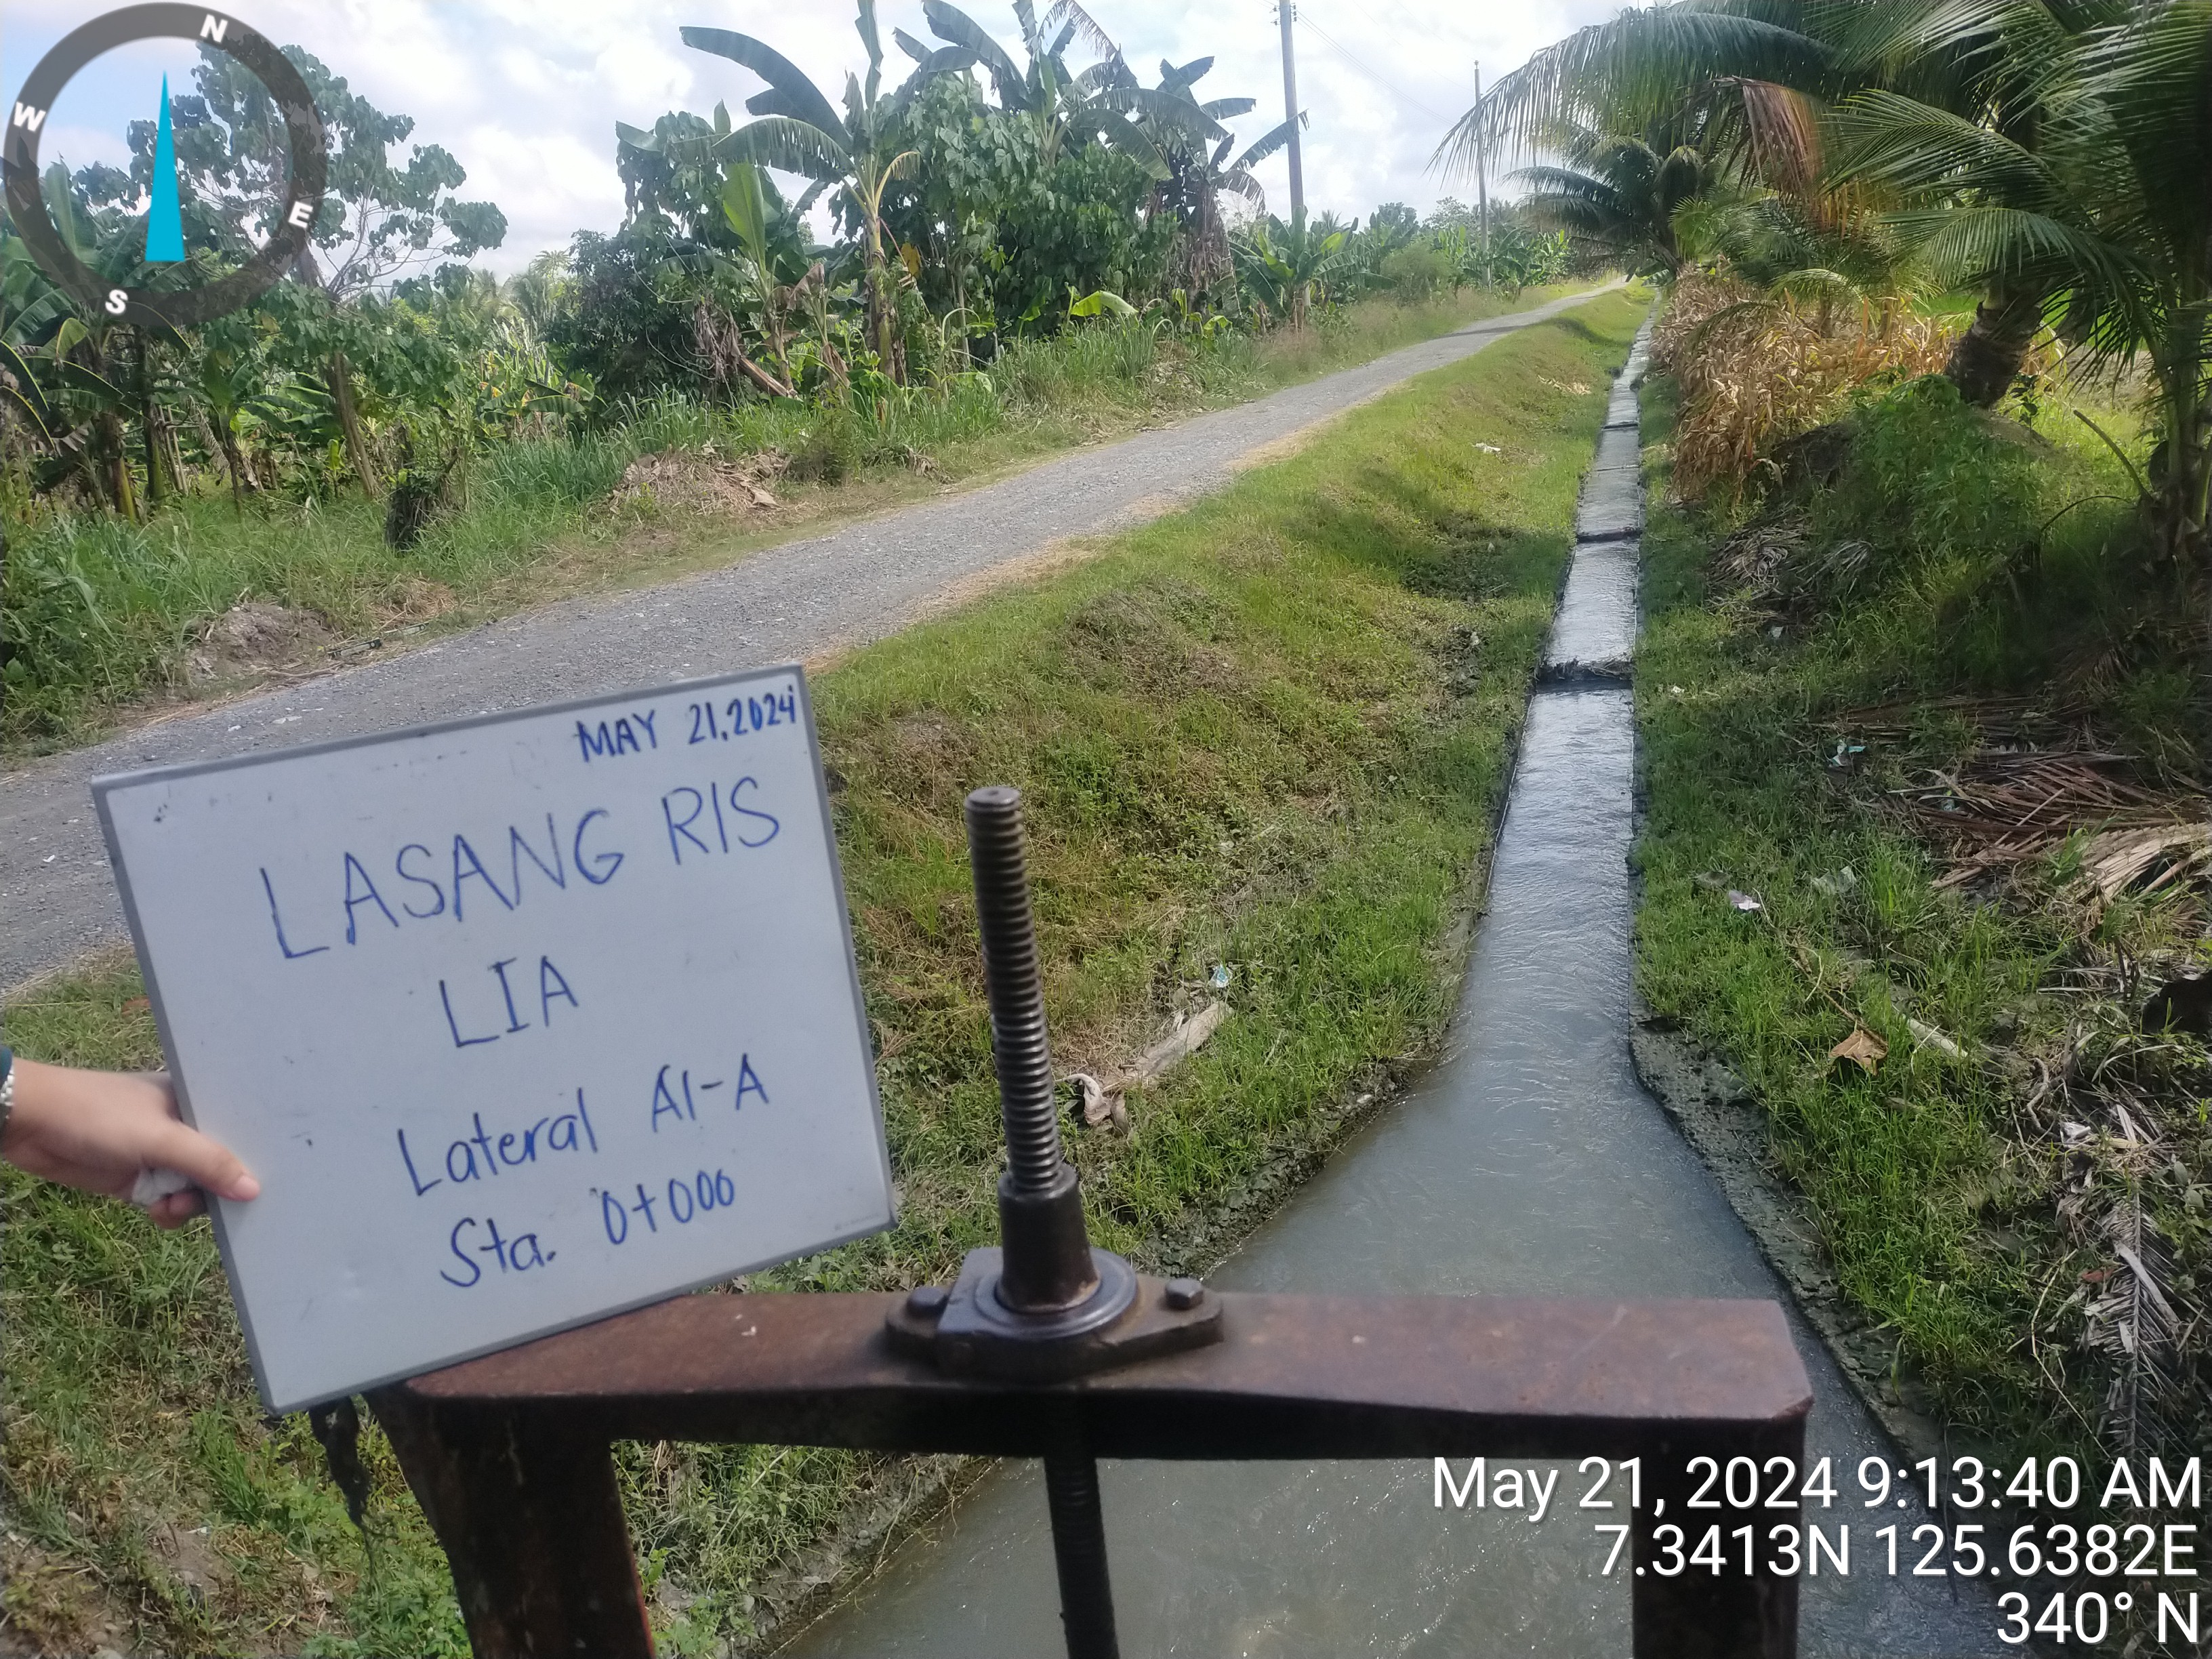 N
W
E
S
MAY 21, 2024
LASANG RIS
LIA
Lateral A1-A
Sta. 0+000
May 21, 2024 9:13:40 AM
7.3413N 125.6382E
340° N